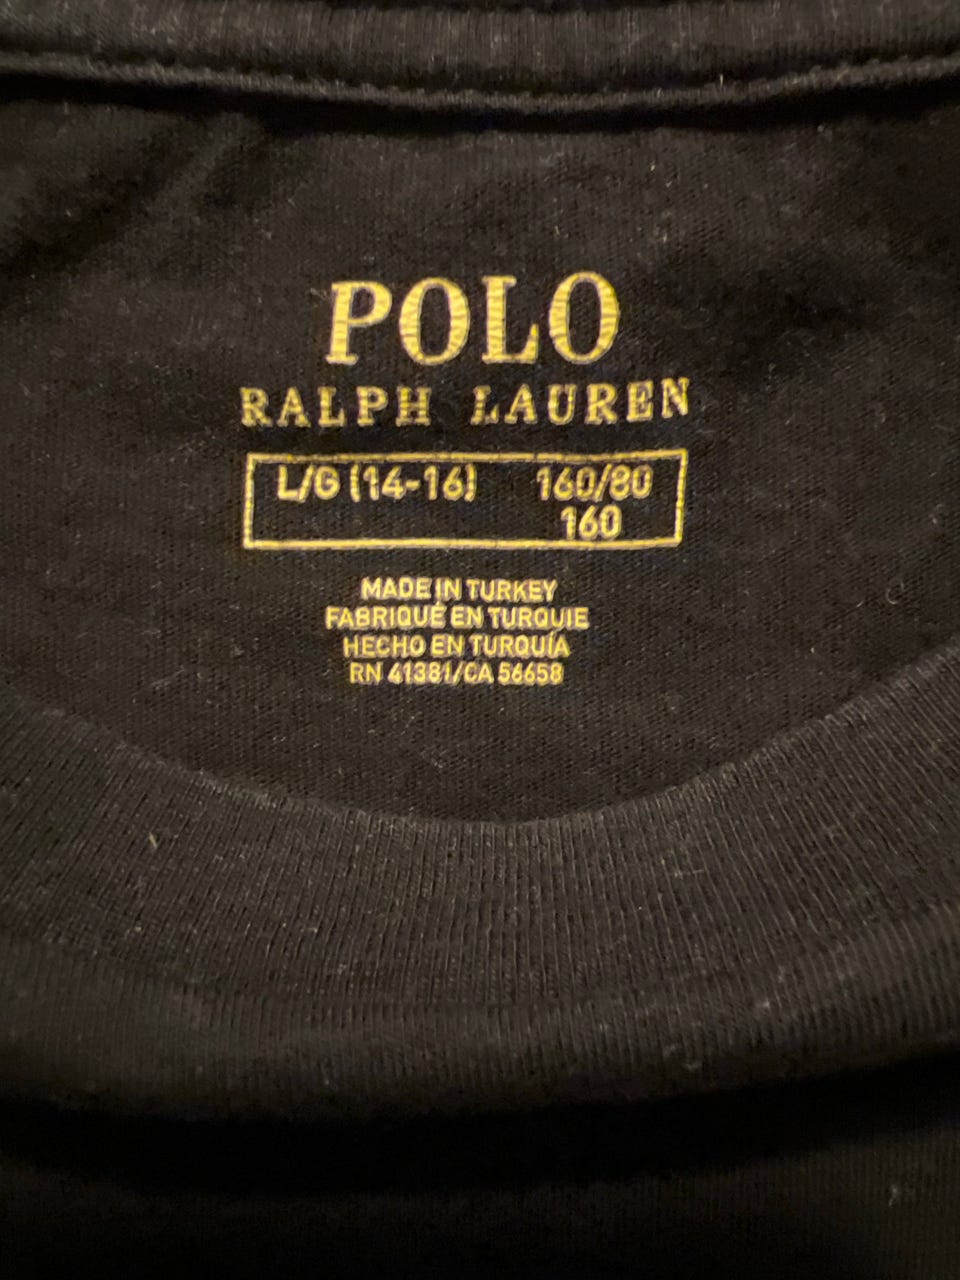 POLO
RALPH LAUREN
L/G (14-16) 160/80
160
MADE IN TURKEY
FABRIQUÉ EN TURQUIE
HECHO EN TURQUÍA
RN 41381/CA 56658